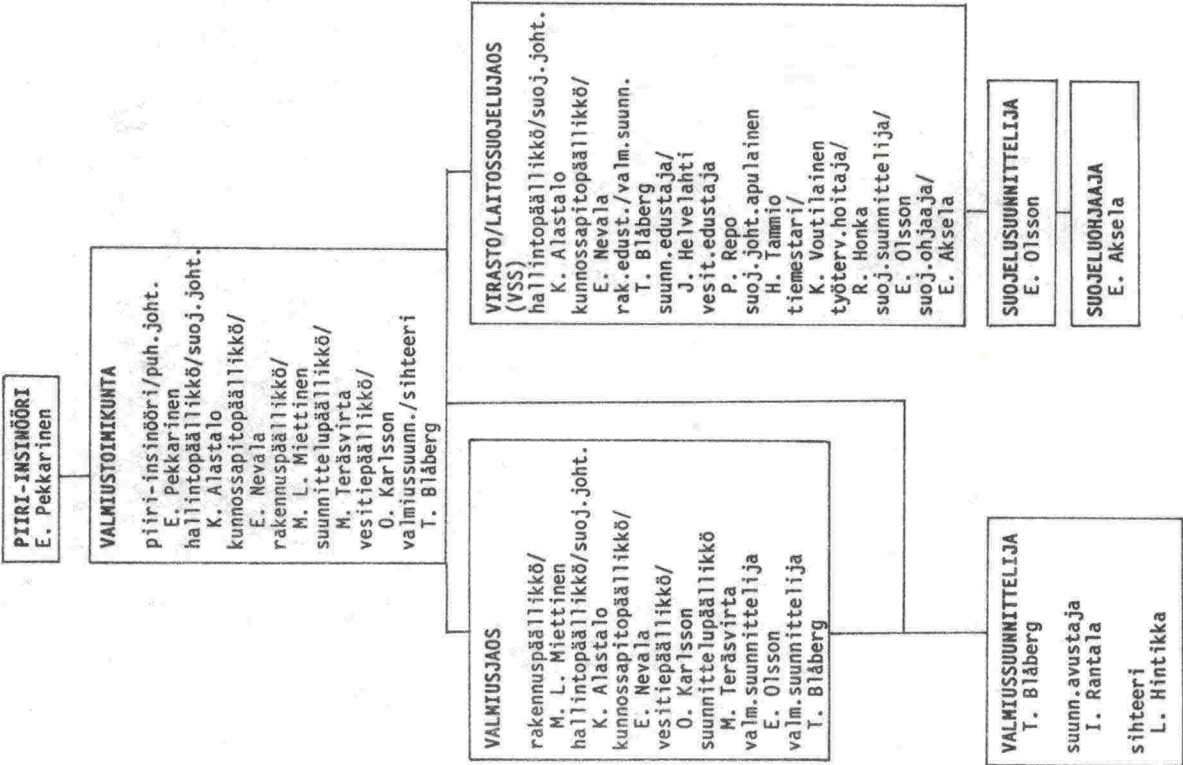 PIIRI-INSINÖÖRI
E. Pekkarinen
VALMIUSTOIMIKUNTA
piiri-insinööri/puh.joht.
E. Pekkarinen
hallintopäällikkö/suoj.joht.
K. Alastalo
kunnossapitopäällikkö/
E. Nevala
rakennuspäällikkö/
M. L. Miettinen
suunnittelupäällikkö/
M. Teräsvirta
vesitiepäällikkö/
O. Karlsson
valmiussuunn./sihteeri
T. Blåberg
VALMIUSJAOS
rakennuspäällikkö/
M. L. Miettinen
hallintopäällikkö/suoj.joht.
K. Alastalo
kunnossapitopäällikkö/
E. Nevala
vesitiepäällikkö/
O. Karlsson
suunnittelupäällikkö
M. Teräsvirta
valm.suunnittelija
E. Olsson
valm.suunnittelija
T. Blåberg
VIRASTO/LAITOSSUOJELUJAOS
(VSS)
hallintopäällikkö/suoj.joht.
K. Alastalo
kunnossapitopäällikkö/
E. Nevala
rak.edust./valm.suunn.
T. Blåberg
suunn.edustaja/
J. Helvelahti
vesit.edustaja
P. Repo
suoj.joht.apulainen
H. Tammio
tiemestari/
K. Voutilainen
työterv.hoitaja/
R. Honka
suoj.suunnittelija/
E. Olsson
suoj.ohjaaja/
E. Aksela
VALMIUSSUUNNITTELIJA
T. Blåberg
suunn.avustaja
I. Rantala
sihteeri
L. Hintikka
SUOJELUSUUNNITTELIJA
E. Olsson
SUOJELUOHJAAJA
E. Aksela